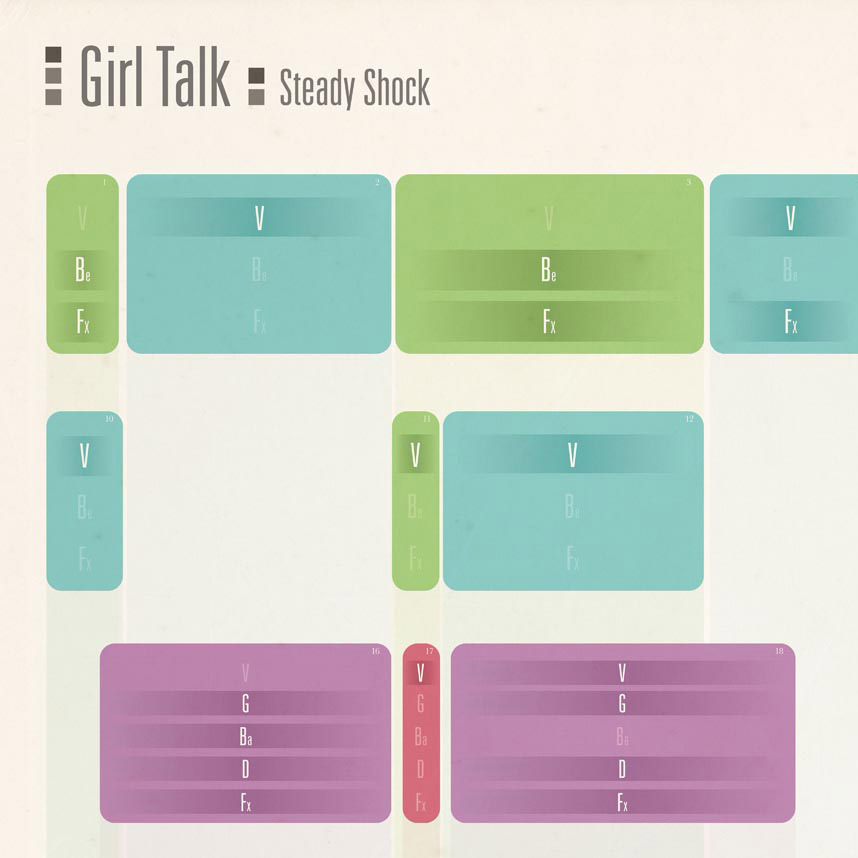 Girl Talk Steady Shock
1 2 3
V V V V
Be Be Be Be
Fx Fx Fx Fx
10 11 12
V V V
Be Be Be
Fx Fx Fx
16 17 18
V V V
G G G
Ba Ba Ba
D D D
Fx Fx Fx